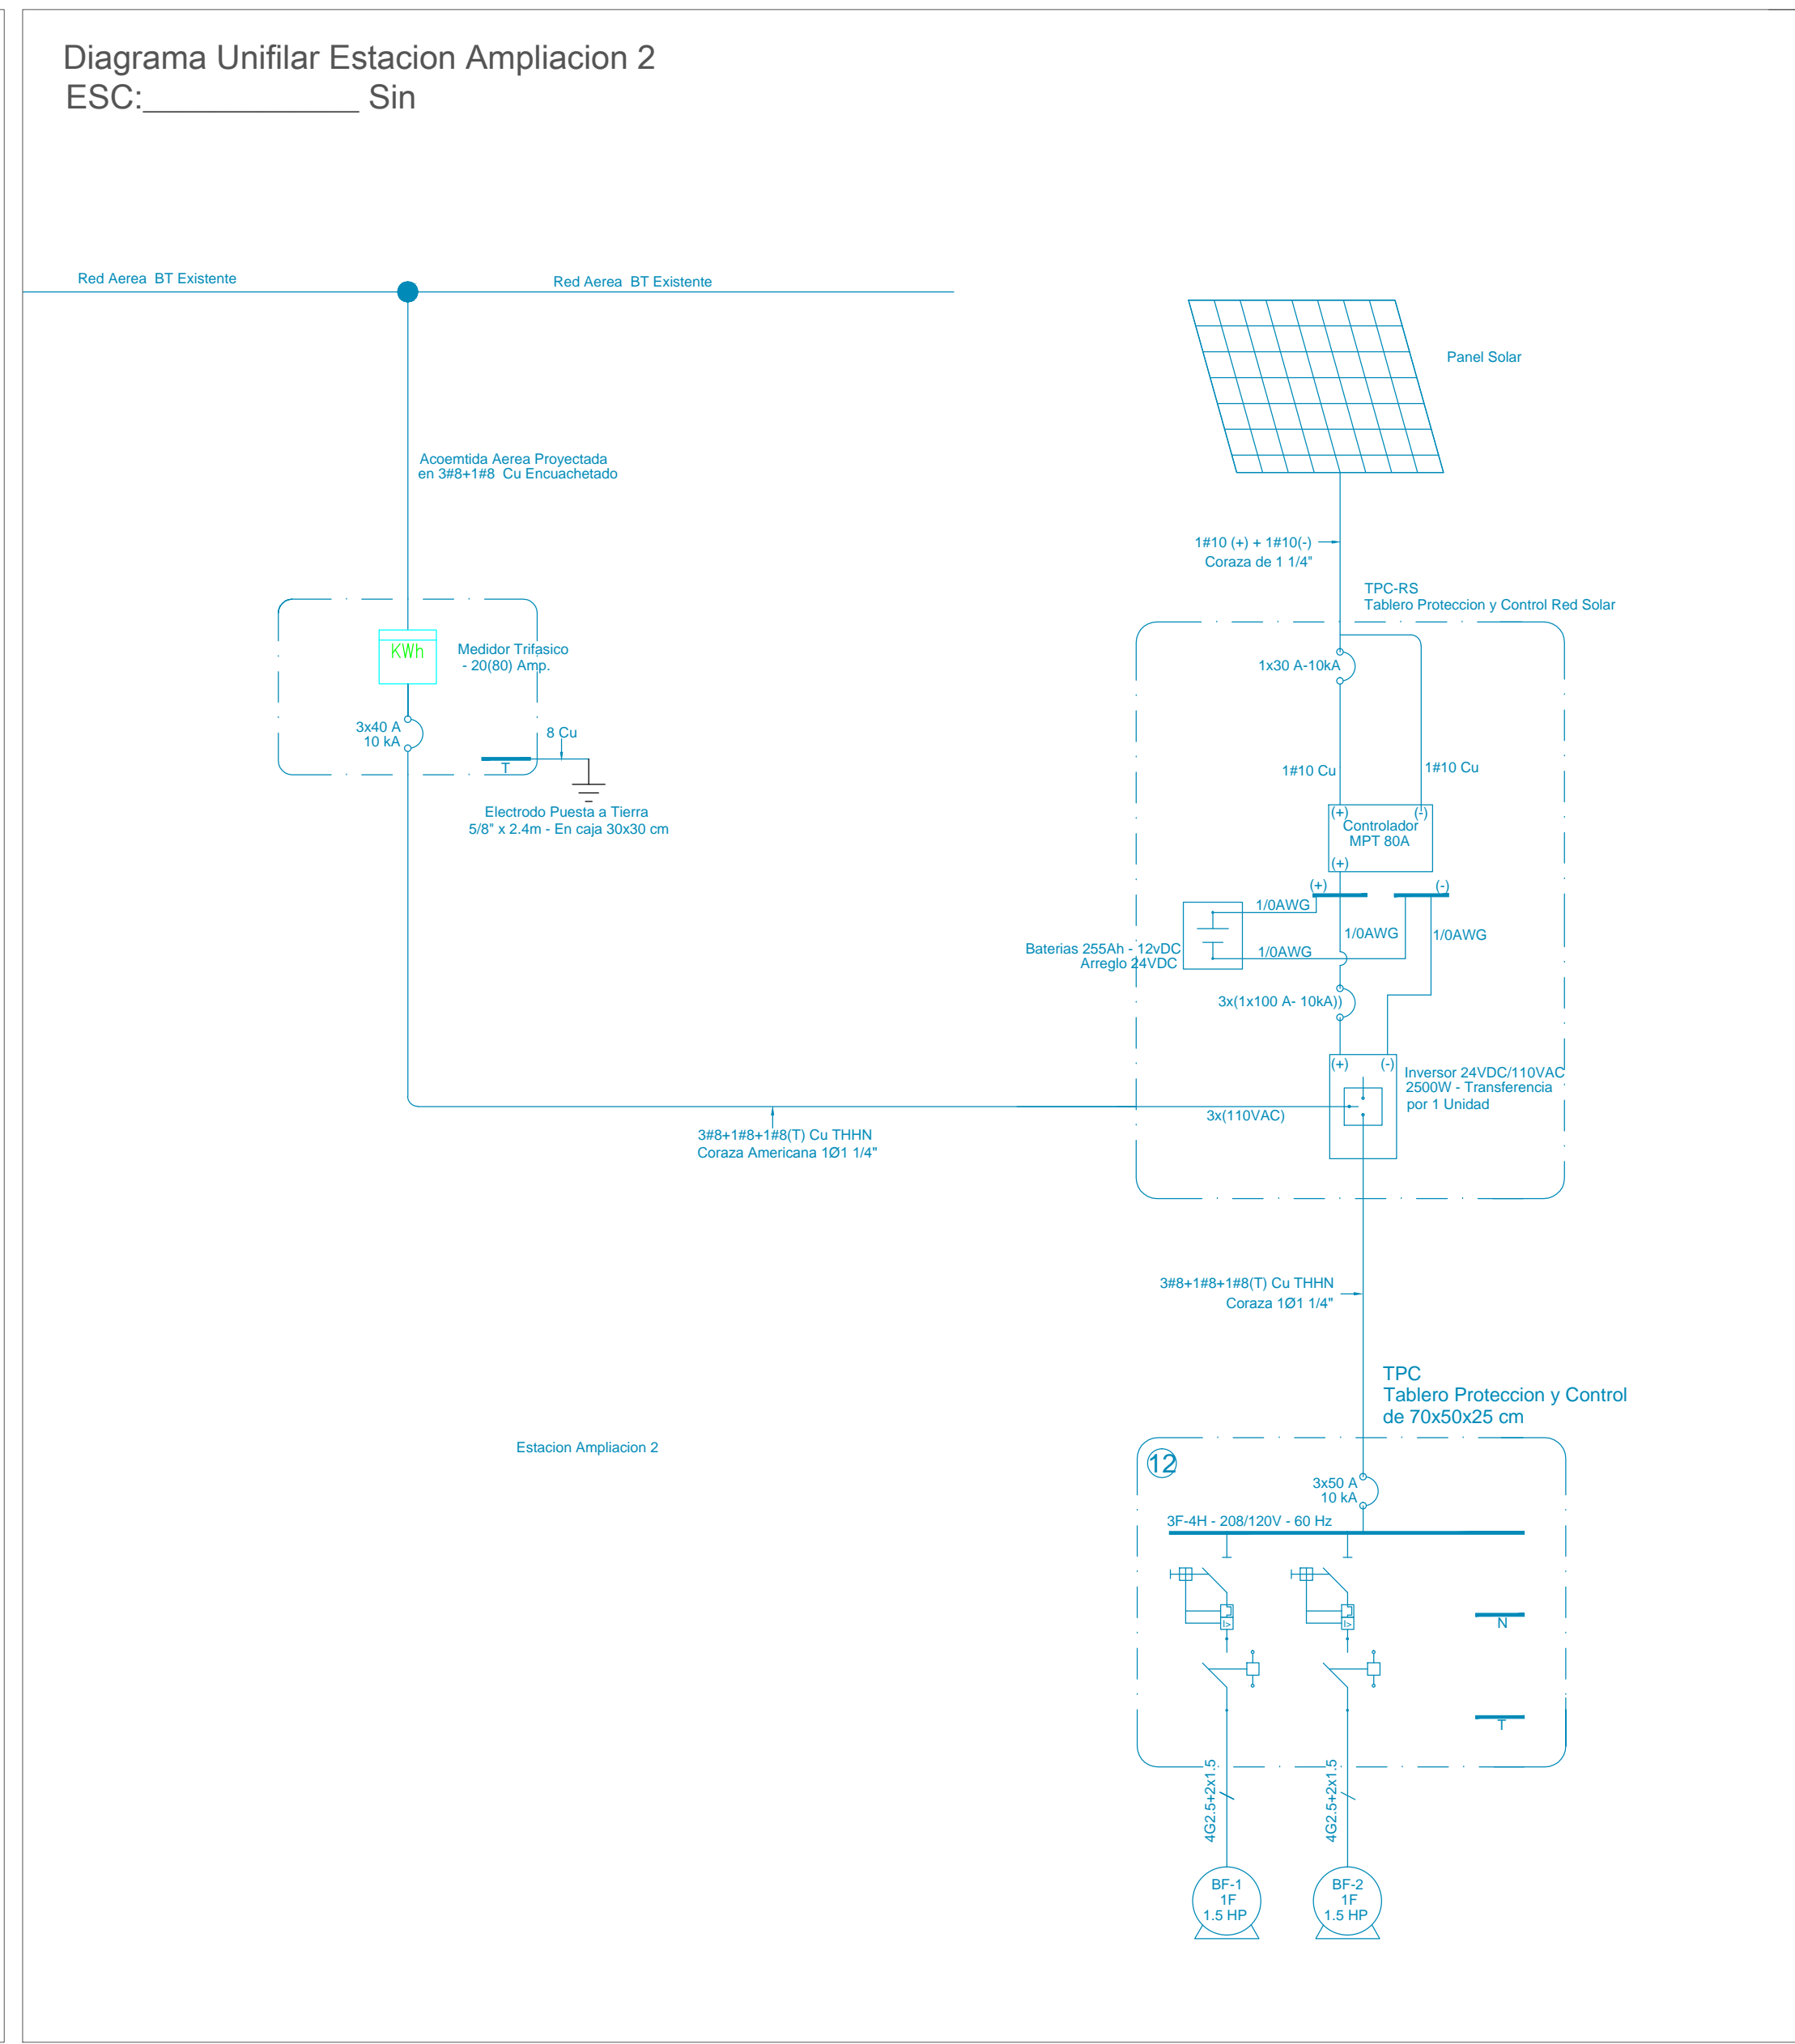 Diagrama Unifilar Estacion Ampliacion 2
ESC:____________ Sin
Red Aerea BT Existente
Red Aerea BT Existente
Panel Solar
Acoemtida Aerea Proyectada
en 3#8+1#8 Cu Encuachetado
1#10 (+) + 1#10(-)
Coraza de 1 1/4"
TPC-RS
Tablero Proteccion y Control Red Solar
KWh
Medidor Trifasico
- 20(80) Amp.
1x30 A-10kA
3x40 A
10 kA
8 Cu
T
Electrodo Puesta a Tierra
5/8" x 2.4m - En caja 30x30 cm
1#10 Cu
1#10 Cu
(+)
(-)
Controlador
MPT 80A
(+)
(+)
(-)
1/0AWG
1/0AWG
1/0AWG
1/0AWG
Baterias 255Ah - 12vDC
Arreglo 24VDC
3x(1x100 A- 10kA))
(+)
(-)
Inversor 24VDC/110VAC
2500W - Transferencia
por 1 Unidad
3x(110VAC)
3#8+1#8+1#8(T) Cu THHN
Coraza Americana 1Ø1 1/4"
3#8+1#8+1#8(T) Cu THHN
Coraza 1Ø1 1/4"
TPC
Tablero Proteccion y Control
de 70x50x25 cm
Estacion Ampliacion 2
12
3x50 A
10 kA
3F-4H - 208/120V - 60 Hz
I>
I>
N
T
4G2.5+2x1.5
4G2.5+2x1.5
BF-1
1F
1.5 HP
BF-2
1F
1.5 HP